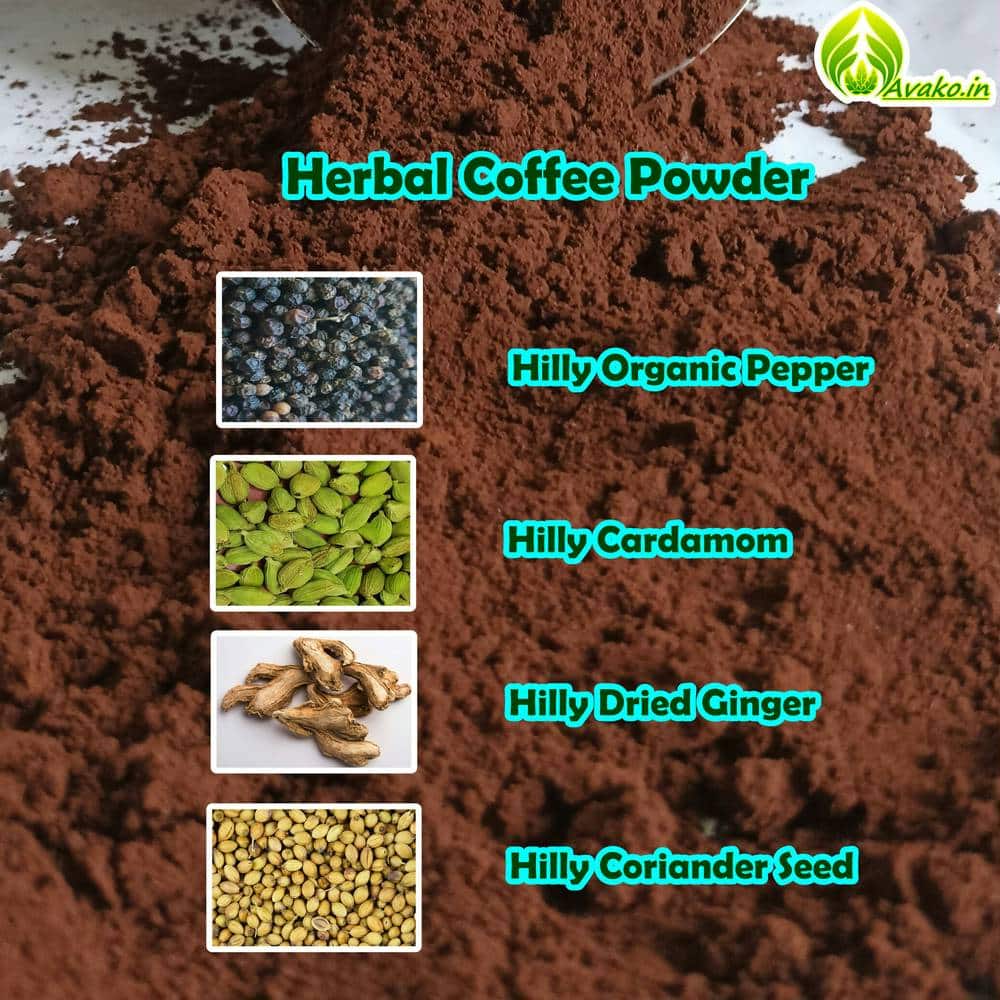 Avako.in
Herbal Coffee Powder
Hilly Organic Pepper
Hilly Cardamom
Hilly Dried Ginger
Hilly Coriander Seed